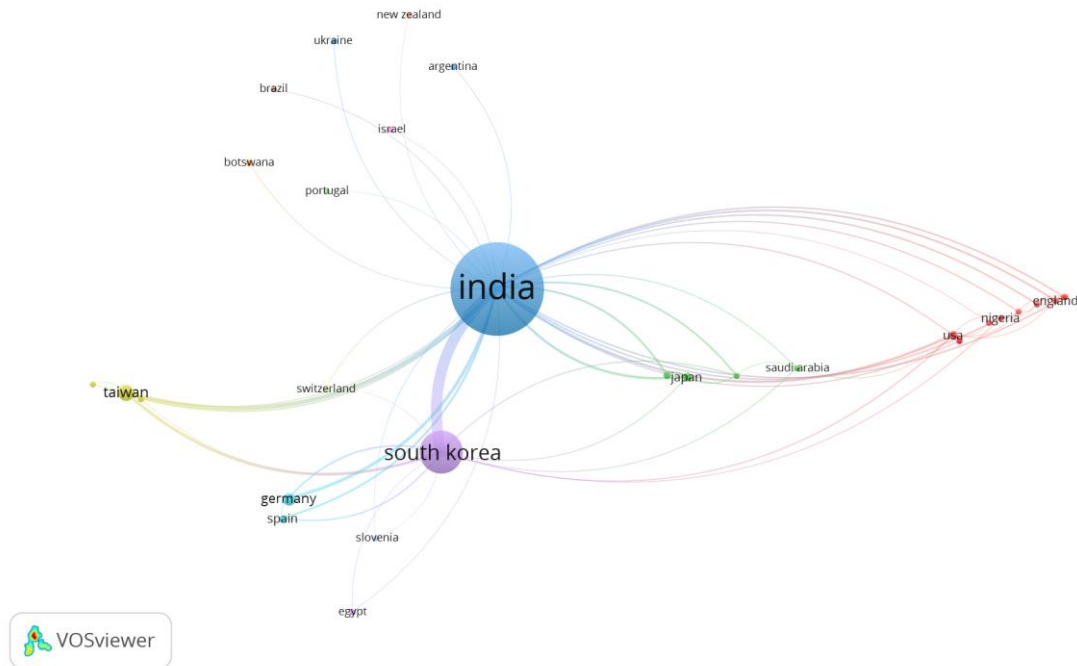 new zealand
ukraine
argentina
brazil
israel
botswana
portugal
india
england
nigeria
usa
saudi arabia
japan
switzerland
taiwan
south korea
germany
spain
slovenia
egypt
VOSviewer